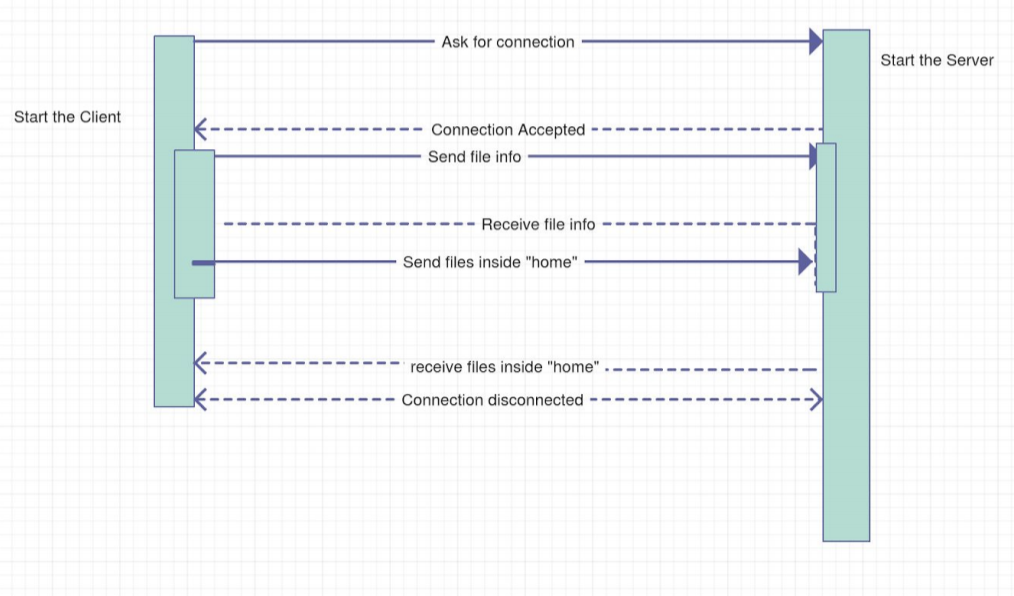 Ask for connection
Start the Server
Start the Client
Connection Accepted
Send file info
Receive file info
Send files inside "home"
receive files inside "home"
Connection disconnected